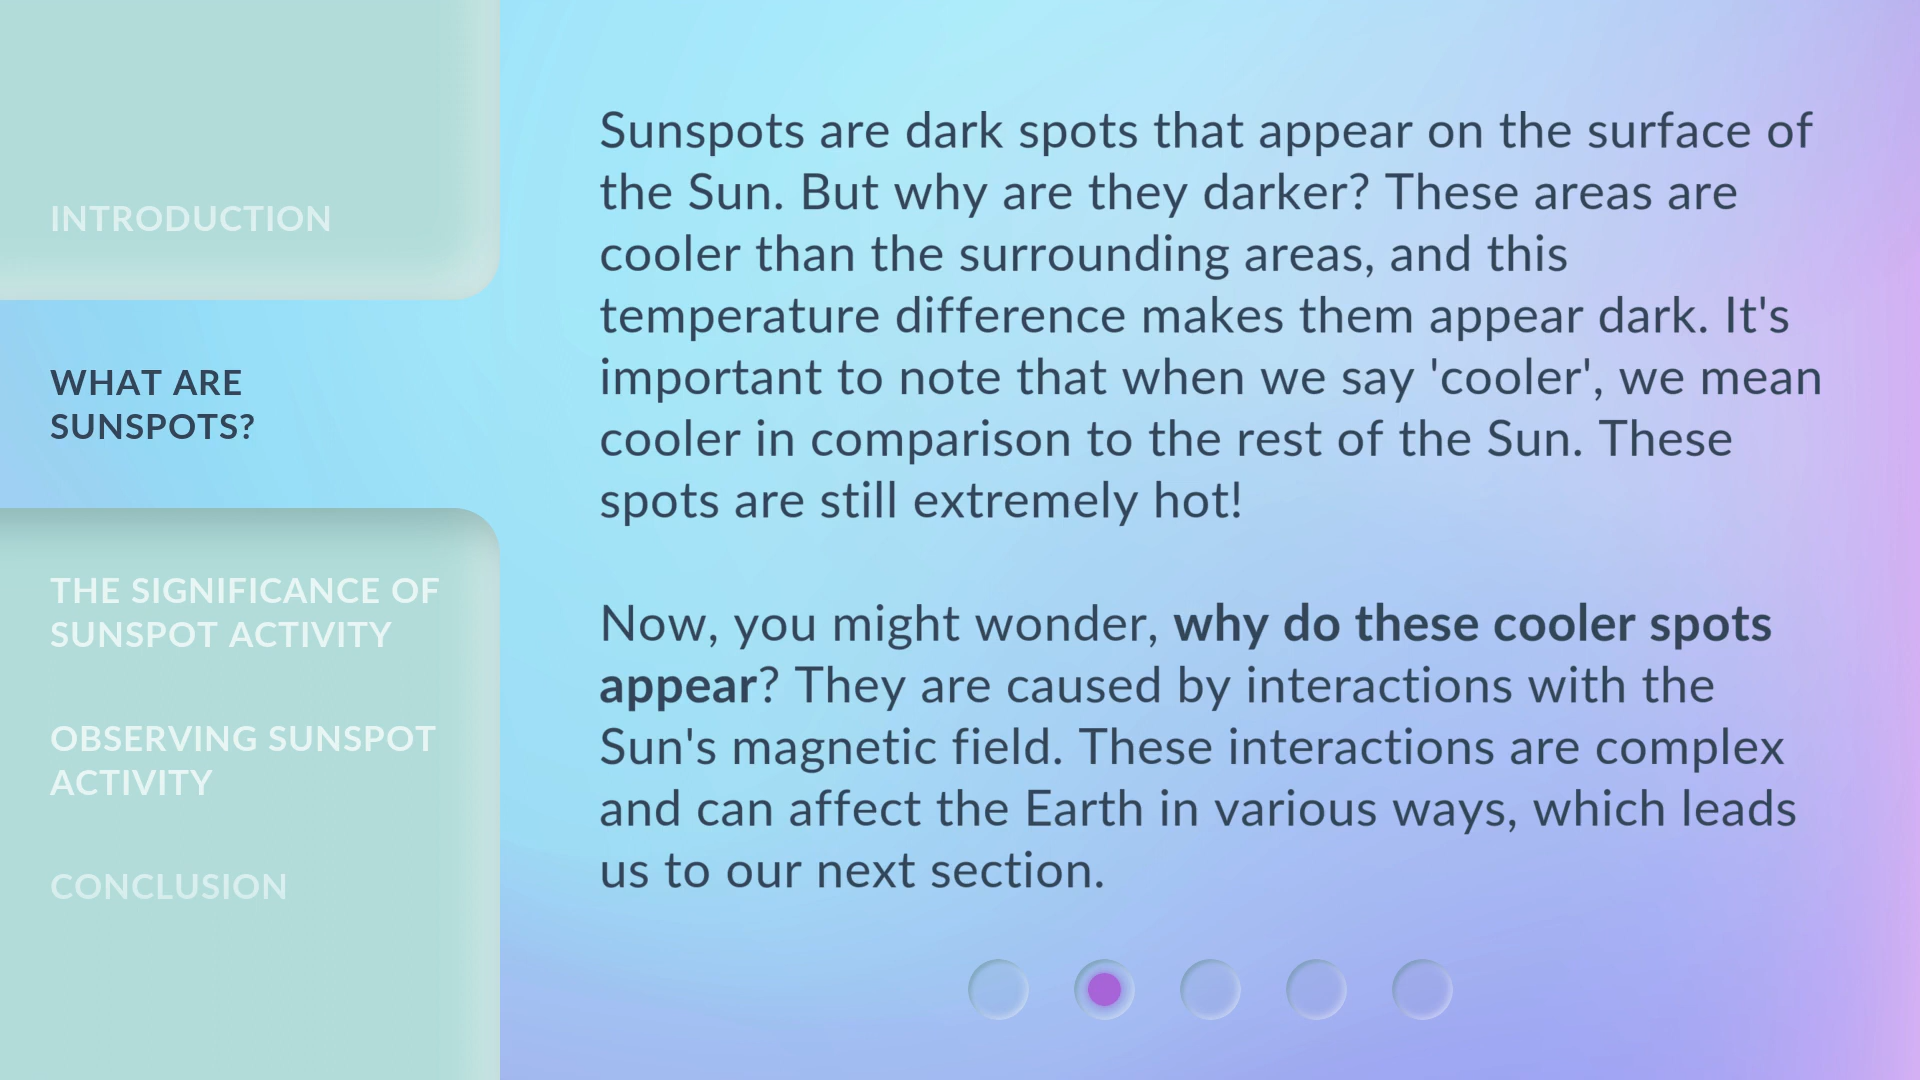 INTRODUCTION
WHAT ARE
SUNSPOTS?
THE SIGNIFICANCE OF
SUNSPOT ACTIVITY
OBSERVING SUNSPOT
ACTIVITY
CONCLUSION
Sunspots are dark spots that appear on the surface of
the Sun. But why are they darker? These areas are
cooler than the surrounding areas, and this
temperature difference makes them appear dark. It's
important to note that when we say 'cooler', we mean
cooler in comparison to the rest of the Sun. These
spots are still extremely hot!
Now, you might wonder, why do these cooler spots
appear? They are caused by interactions with the
Sun's magnetic field. These interactions are complex
and can affect the Earth in various ways, which leads
us to our next section.